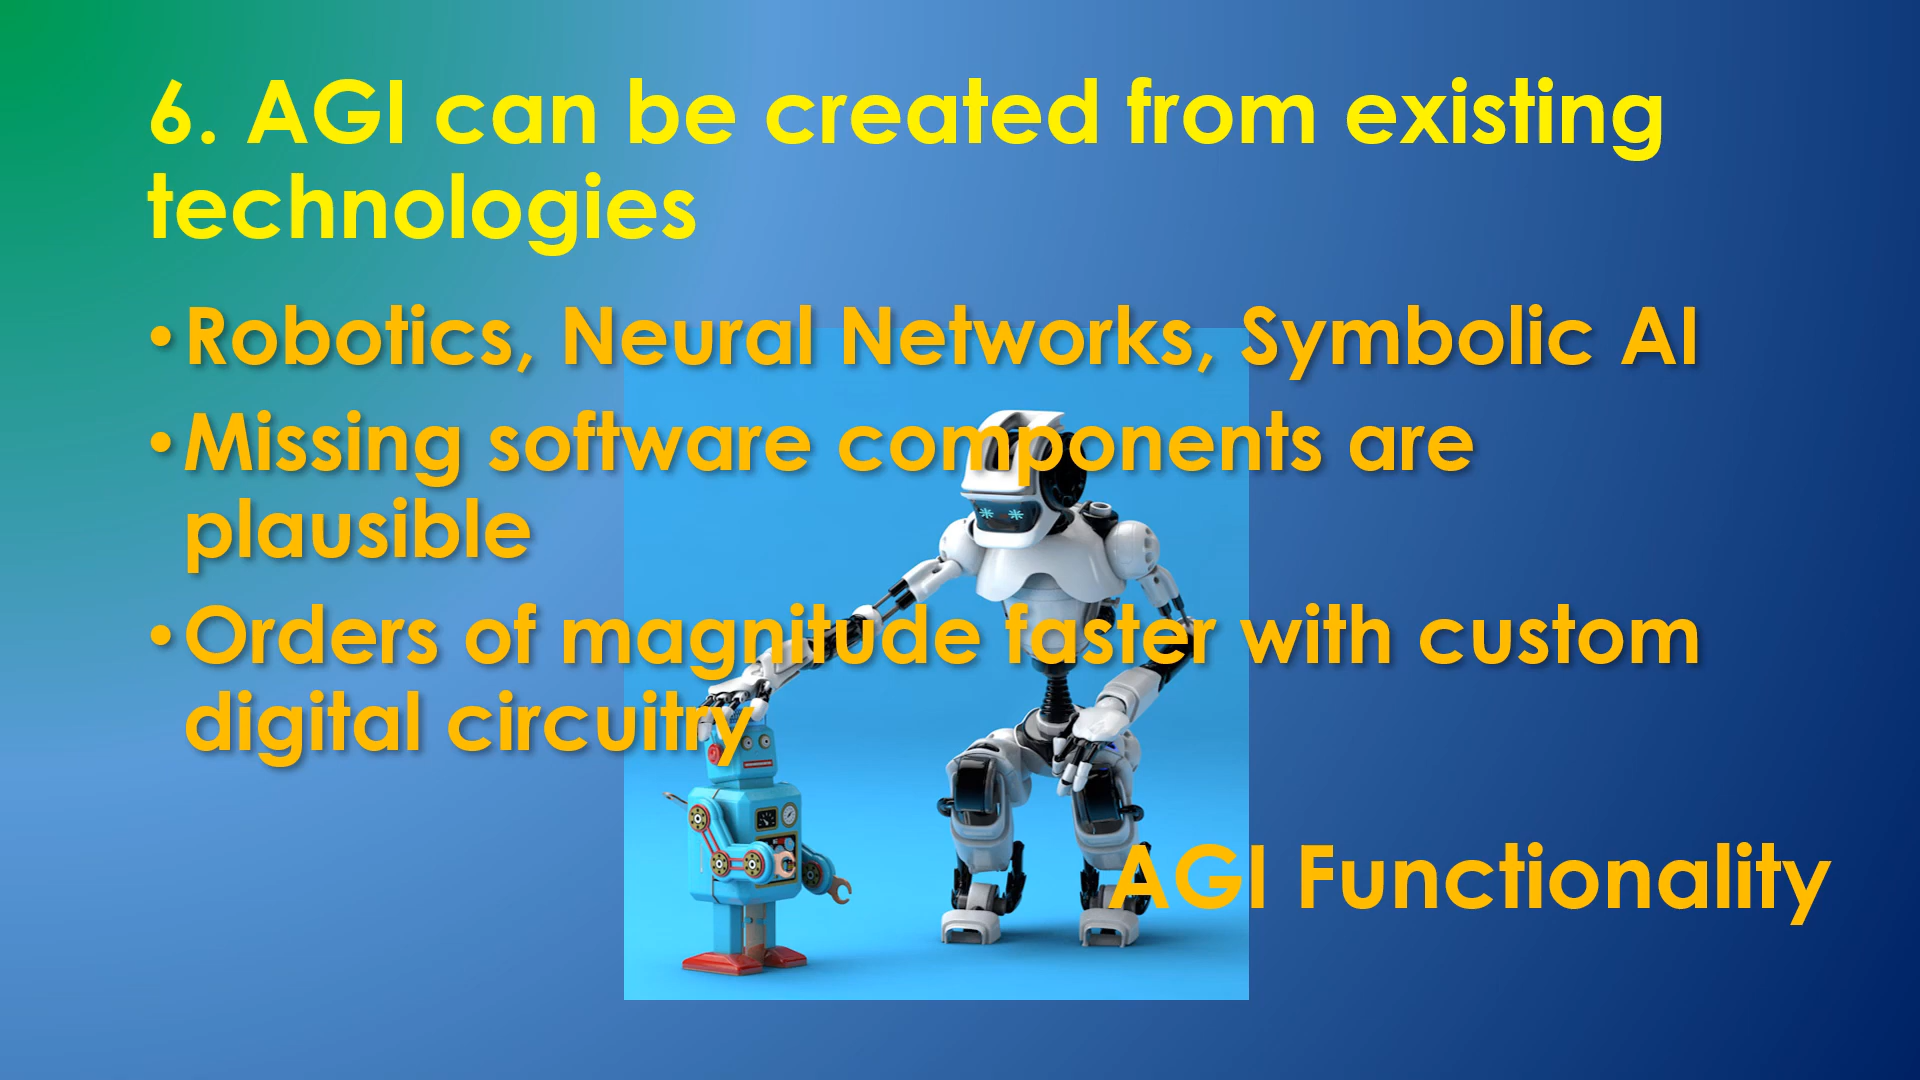 6. AGI can be created from existing
technologies
•Robotics, Neural Networks, Symbolic AI
•Missing software components are
plausible
•Orders of magnitude faster with custom
digital circuitry
AGI Functionality